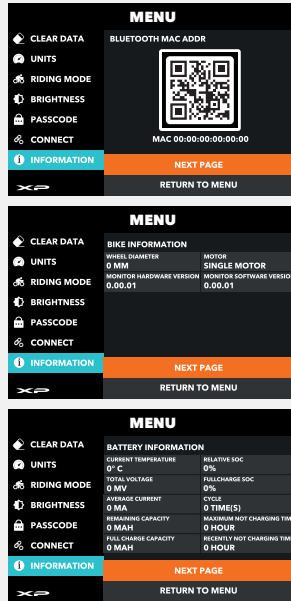 MENU
CLEAR DATA
UNITS
RIDING MODE
BRIGHTNESS
PASSCODE
CONNECT
INFORMATION
XP
BLUETOOTH MAC ADDR
MAC 00:00:00:00:00:00
NEXT PAGE
RETURN TO MENU
MENU
CLEAR DATA
UNITS
RIDING MODE
BRIGHTNESS
PASSCODE
CONNECT
INFORMATION
XP
BIKE INFORMATION
WHEEL DIAMETER
0 MM
MOTOR
SINGLE MOTOR
MONITOR HARDWARE VERSION
0.00.01
MONITOR SOFTWARE VERSION
0.00.01
NEXT PAGE
RETURN TO MENU
MENU
CLEAR DATA
UNITS
RIDING MODE
BRIGHTNESS
PASSCODE
CONNECT
INFORMATION
XP
BATTERY INFORMATION
CURRENT TEMPERATURE
0° C
RELATIVE SOC
0%
TOTAL VOLTAGE
0 MV
FULLCHARGE SOC
0%
AVERAGE CURRENT
0 MA
CYCLE
0 TIME(S)
REMAINING CAPACITY
0 MAH
MAXIMUM NOT CHARGING TIME
0 HOUR
FULL CHARGE CAPACITY
0 MAH
RECENTLY NOT CHARGING TIME
0 HOUR
NEXT PAGE
RETURN TO MENU